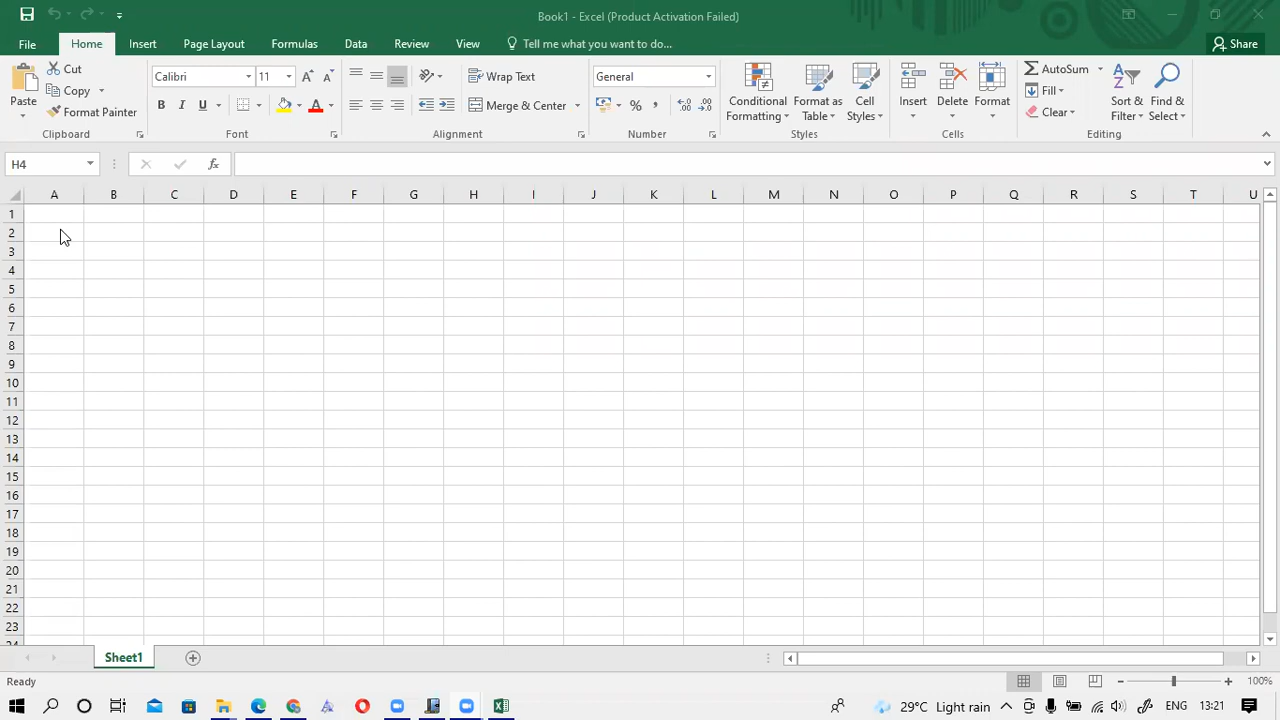 Book1 - Excel (Product Activation Failed)
File Home Insert Page Layout Formulas Data Review View Tell me what you want to do... Share
Paste Cut Copy Format Painter Clipboard
Calibri 11 B I U A A A Font
Wrap Text Merge & Center Alignment
General % , Number
Conditional Formatting Format as Table Cell Styles Styles
Insert Delete Format Cells
AutoSum Fill Clear Sort & Filter Find & Select Editing
H4 fx
A B C D E F G H I J K L M N O P Q R S T U
1
2
3
4
5
6
7
8
9
10
11
12
13
14
15
16
17
18
19
20
21
22
23
24
Sheet1
Ready 100%
29°C Light rain ENG 13:21